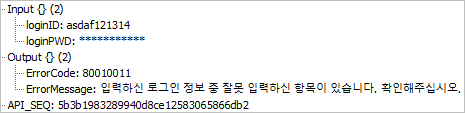 Input {} (2)
loginID: asdaf121314
loginPWD: ***********
Output {} (2)
ErrorCode: 80010011
ErrorMessage: 입력하신 로그인 정보 중 잘못 입력하신 항목이 있습니다. 확인해주십시오.
API_SEQ: 5b3b1983289940d8ce12583065866db2